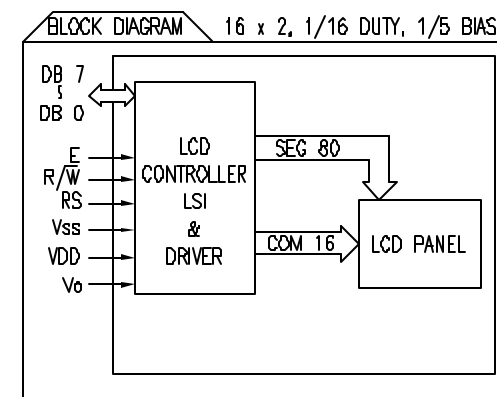 BLOCK DIAGRAM
16 x 2, 1/16 DUTY, 1/5 BIAS
DB 7
DB 0
E
R/W̅
RS
Vss
VDD
Vo
LCD
CONTROLLER
LSI
&
DRIVER
SEG 80
COM 16
LCD PANEL